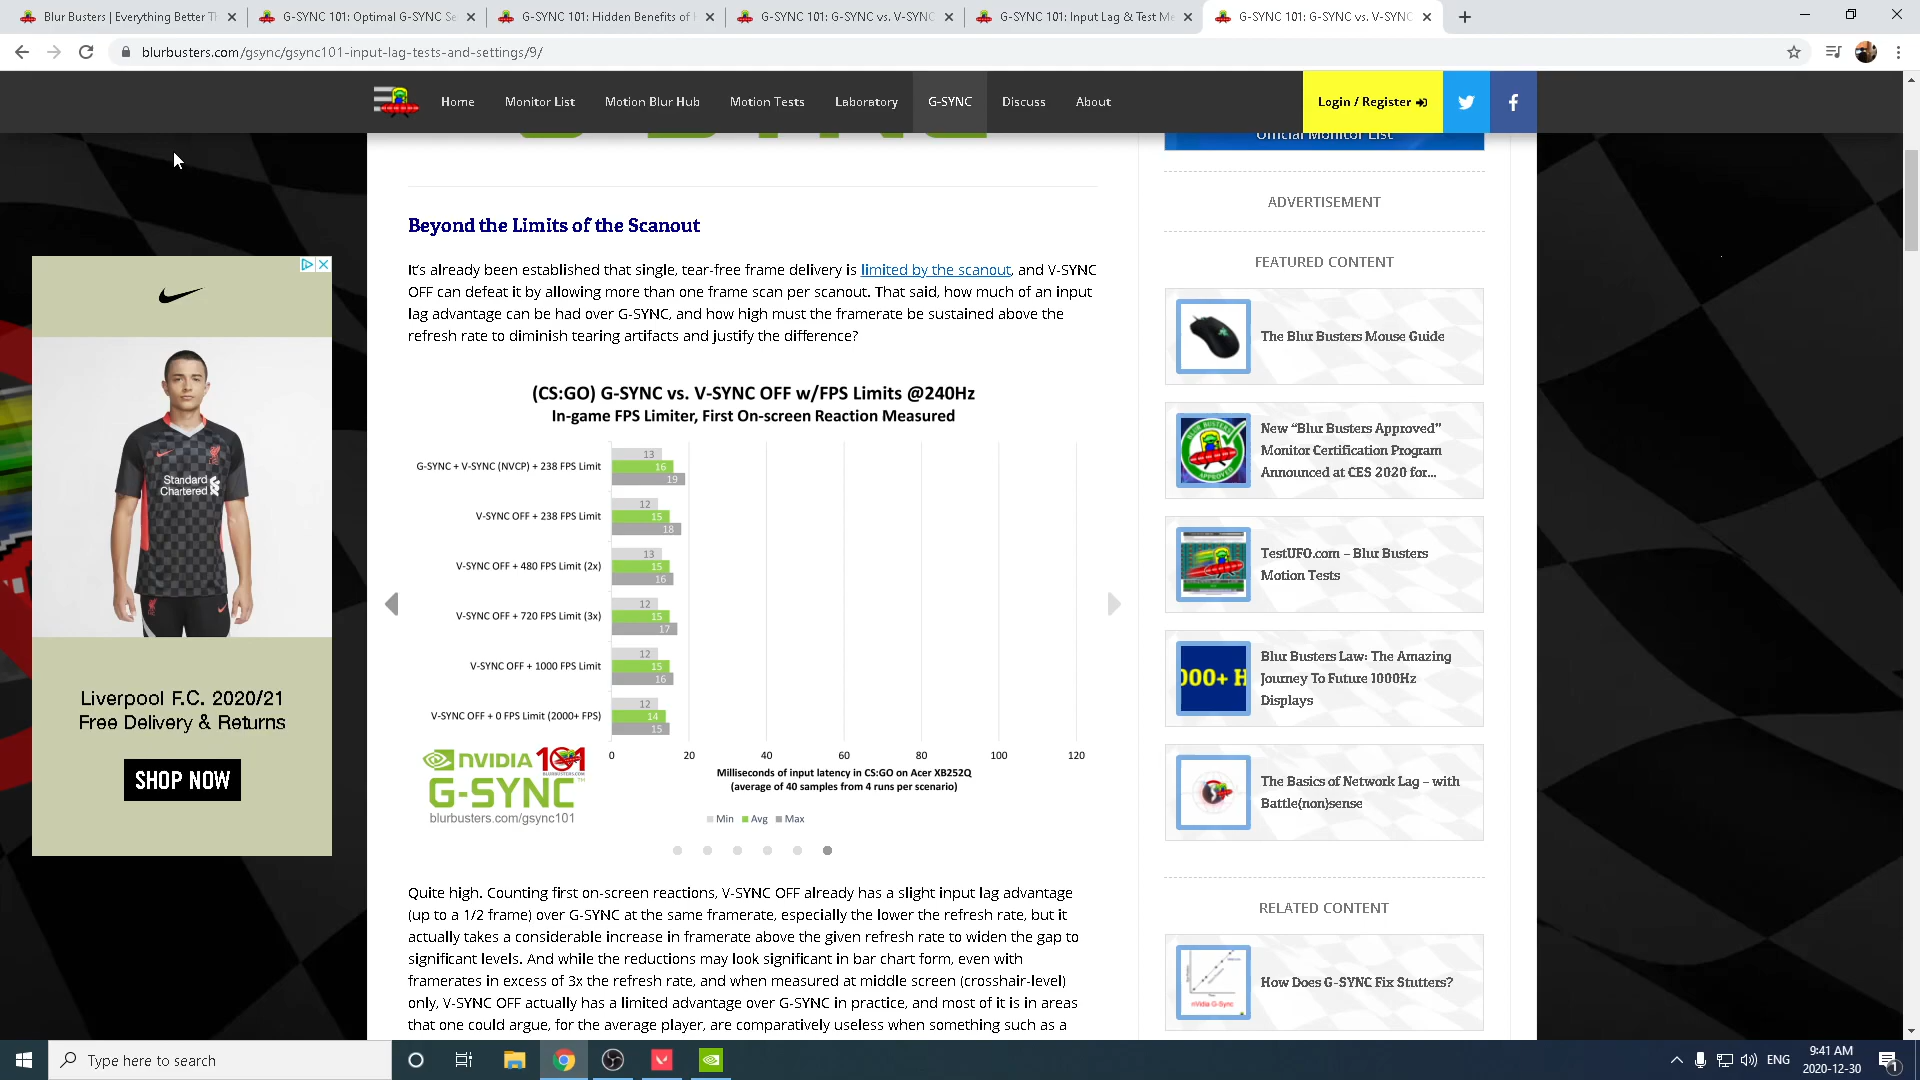 Blur Busters | Everything Better Th
G-SYNC 101: Optimal G-SYNC Se
G-SYNC 101: Hidden Benefits of H
G-SYNC 101: G-SYNC vs. V-SYNC
G-SYNC 101: Input Lag & Test Me
G-SYNC 101: G-SYNC vs. V-SYNC
blurbusters.com/gsync/gsync101-input-lag-tests-and-settings/9/
Home
Monitor List
Motion Blur Hub
Motion Tests
Laboratory
G-SYNC
Discuss
About
Login / Register
Official Monitor List
Beyond the Limits of the Scanout
It's already been established that single, tear-free frame delivery is limited by the scanout, and V-SYNC
OFF can defeat it by allowing more than one frame scan per scanout. That said, how much of an input
lag advantage can be had over G-SYNC, and how high must the framerate be sustained above the
refresh rate to diminish tearing artifacts and justify the difference?
(CS:GO) G-SYNC vs. V-SYNC OFF w/FPS Limits @240Hz
In-game FPS Limiter, First On-screen Reaction Measured
G-SYNC + V-SYNC (NVCP) + 238 FPS Limit
13
16
19
V-SYNC OFF + 238 FPS Limit
12
15
18
V-SYNC OFF + 480 FPS Limit (2x)
13
15
16
V-SYNC OFF + 720 FPS Limit (3x)
12
15
17
V-SYNC OFF + 1000 FPS Limit
12
15
16
V-SYNC OFF + 0 FPS Limit (2000+ FPS)
12
14
15
0 20 40 60 80 100 120
Milliseconds of input latency in CS:GO on Acer XB252Q
(average of 40 samples from 4 runs per scenario)
Min Avg Max
NVIDIA 101
BLURBUSTERS.COM
G-SYNC™
blurbusters.com/gsync101
Quite high. Counting first on-screen reactions, V-SYNC OFF already has a slight input lag advantage
(up to a 1/2 frame) over G-SYNC at the same framerate, especially the lower the refresh rate, but it
actually takes a considerable increase in framerate above the given refresh rate to widen the gap to
significant levels. And while the reductions may look significant in bar chart form, even with
framerates in excess of 3x the refresh rate, and when measured at middle screen (crosshair-level)
only, V-SYNC OFF actually has a limited advantage over G-SYNC in practice, and most of it is in areas
that one could argue, for the average player, are comparatively useless when something such as a
Standard
Chartered
Liverpool F.C. 2020/21
Free Delivery & Returns
SHOP NOW
ADVERTISEMENT
FEATURED CONTENT
The Blur Busters Mouse Guide
BLUR BUSTERS
APPROVED
New “Blur Busters Approved”
Monitor Certification Program
Announced at CES 2020 for...
TestUFO.com – Blur Busters
Motion Tests
000+ H
Blur Busters Law: The Amazing
Journey To Future 1000Hz
Displays
The Basics of Network Lag – with
Battle(non)sense
RELATED CONTENT
nVidia G-Sync
How Does G-SYNC Fix Stutters?
Type here to search
ENG
9:41 AM
2020-12-30
1